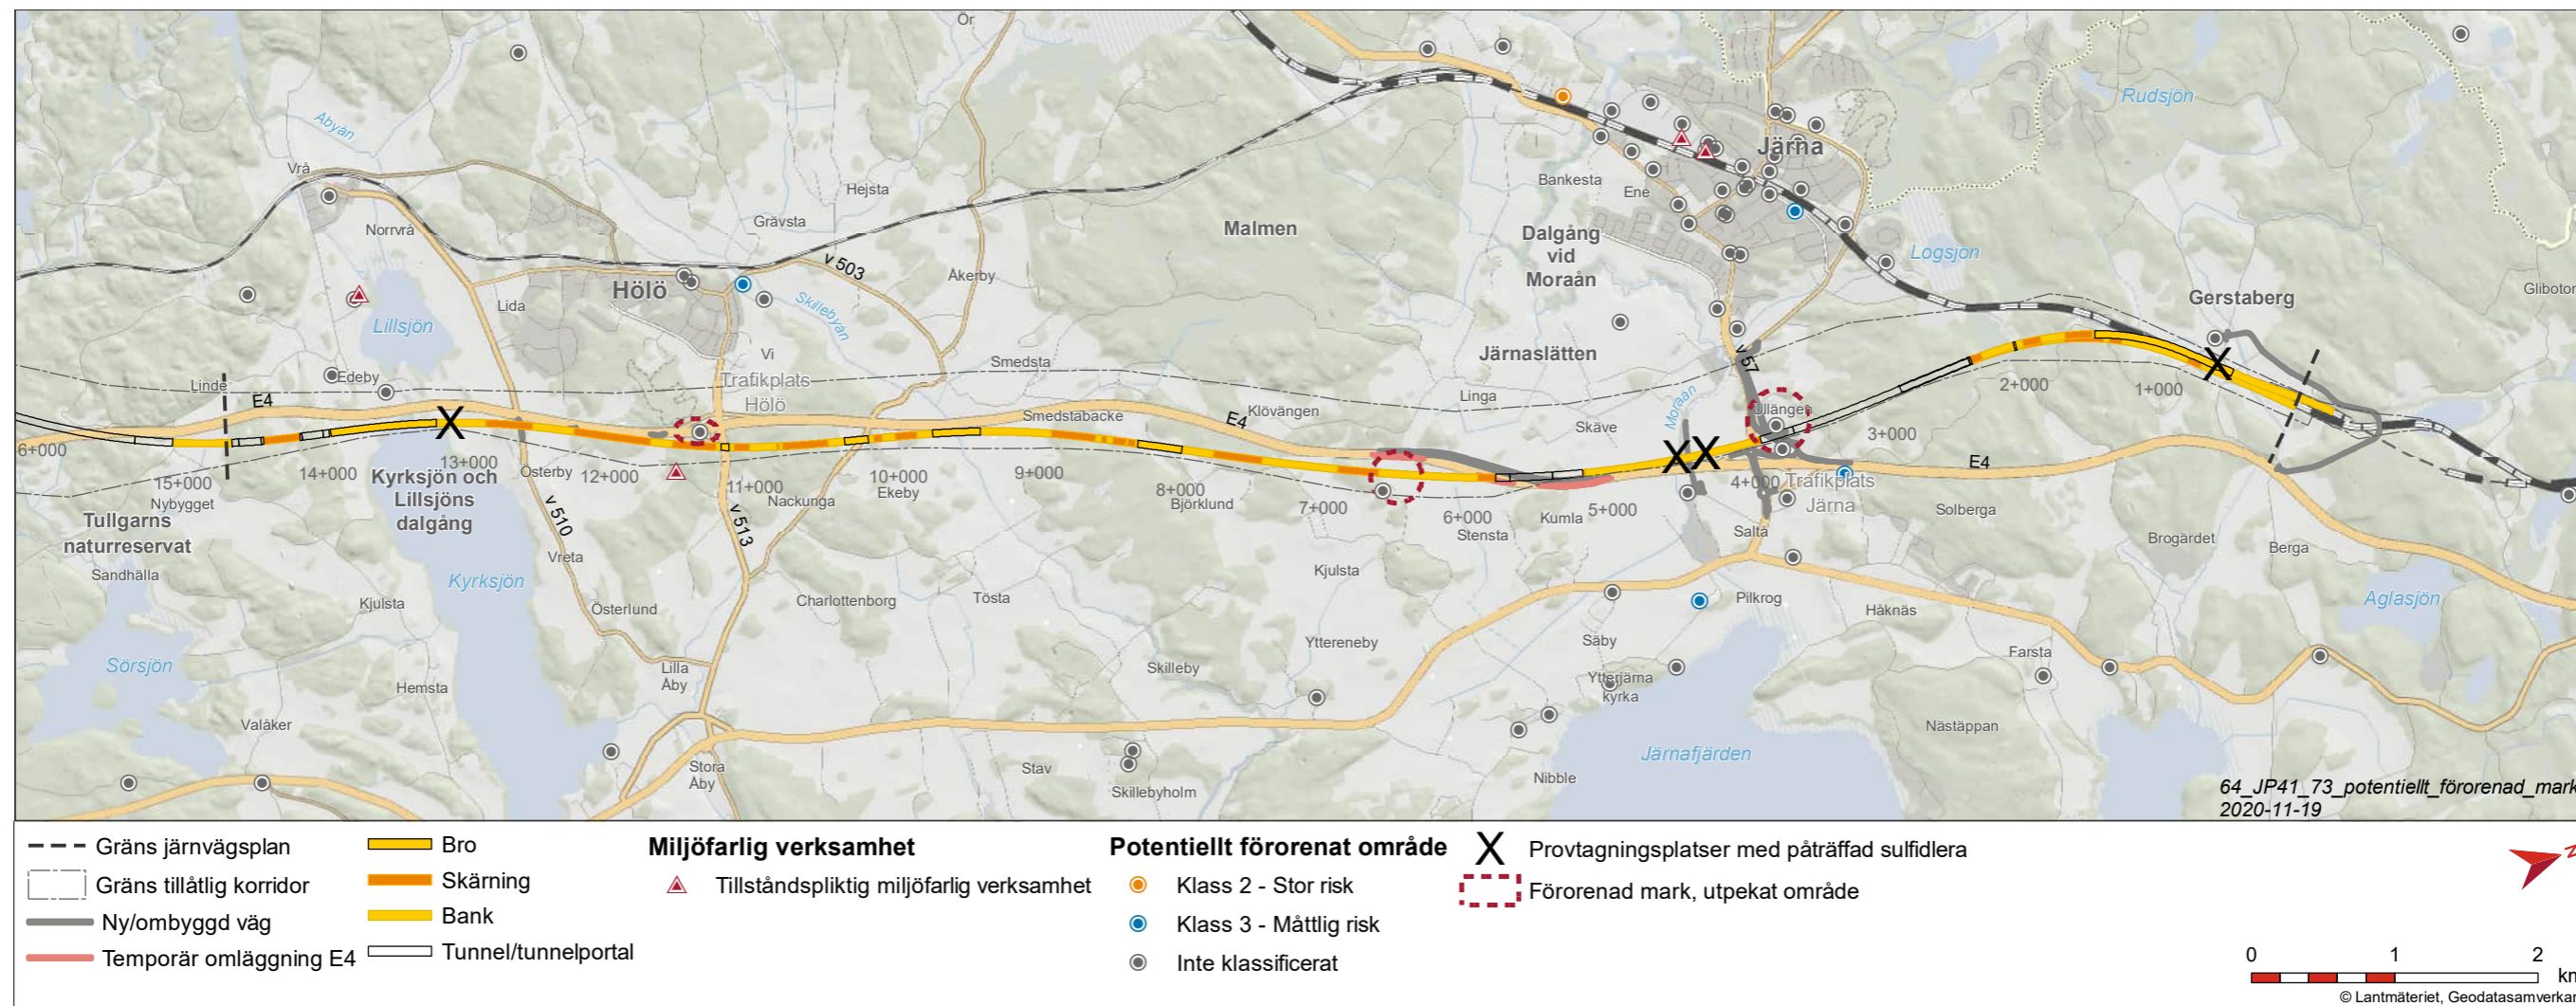 Ör
Åbyån
Vrå
Norrvrå
Hejsta
Grävsta
v 503
Åkerby
Hölö
Lida
Lillsjön
Skillebyån
Vi
Trafikplats
Hölö
Smedsta
Malmen
Bankesta
Ene
Järna
Dalgång
vid
Moraån
Järnaslätten
Rudsjön
Logsjön
Gerstaberg
Linde
Edeby
E4
Smedstabacke
E4
Klövängen
Linga
Skäve
Moraån
v 57
Ullängen
2+000
1+000
3+000
E4
6+000
15+000
Nybygget
14+000
Kyrksjön och
Lillsjöns
dalgång
13+000
Österby
12+000
11+000
Nackunga
10+000
Ekeby
9+000
8+000
Björklund
7+000
6+000
Stensta
Kumla
5+000
4+000
Trafikplats
Järna
Salta
Solberga
Brogärdet
Berga
Tullgarns
naturreservat
Sandhälla
v 510
Vreta
v 513
Kyrksjön
Kjulsta
Österlund
Charlottenborg
Tösta
Kjulsta
Pilkrog
Håknäs
Aglasjön
Sörsjön
Hemsta
Lilla
Åby
Skilleby
Yttereneby
Säby
Ytterjärna
kyrka
Farsta
Valåker
Stora
Åby
Stav
Skillebyholm
Nibble
Järnafjärden
Nästäppan
64_JP41_73_potentiellt_förorenad_mark
2020-11-19
Gräns järnvägsplan
Gräns tillåtlig korridor
Ny/ombyggd väg
Temporär omläggning E4
Bro
Skärning
Bank
Tunnel/tunnelportal
Miljöfarlig verksamhet
Tillståndspliktig miljöfarlig verksamhet
Potentiellt förorenat område
Klass 2 - Stor risk
Klass 3 - Måttlig risk
Inte klassificerat
X Provtagningsplatser med påträffad sulfidlera
Förorenad mark, utpekat område
0 1 2
© Lantmäteriet,